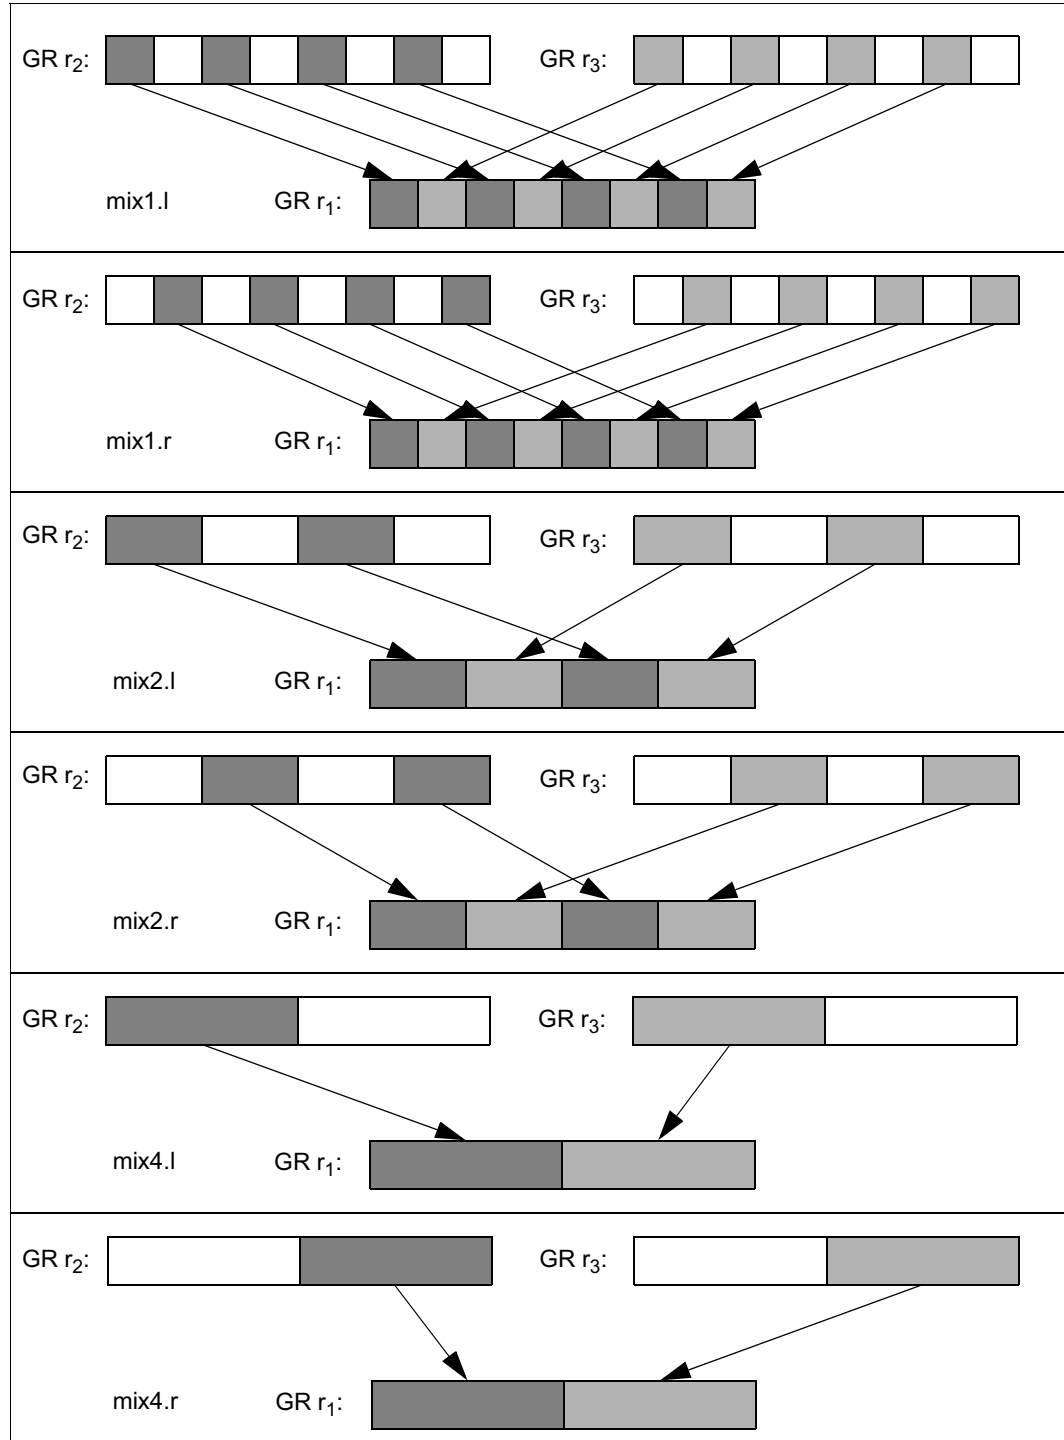 GR r2: GR r3:
mix1.l GR r1:
GR r2: GR r3:
mix1.r GR r1:
GR r2: GR r3:
mix2.l GR r1:
GR r2: GR r3:
mix2.r GR r1:
GR r2: GR r3:
mix4.l GR r1:
GR r2: GR r3:
mix4.r GR r1: